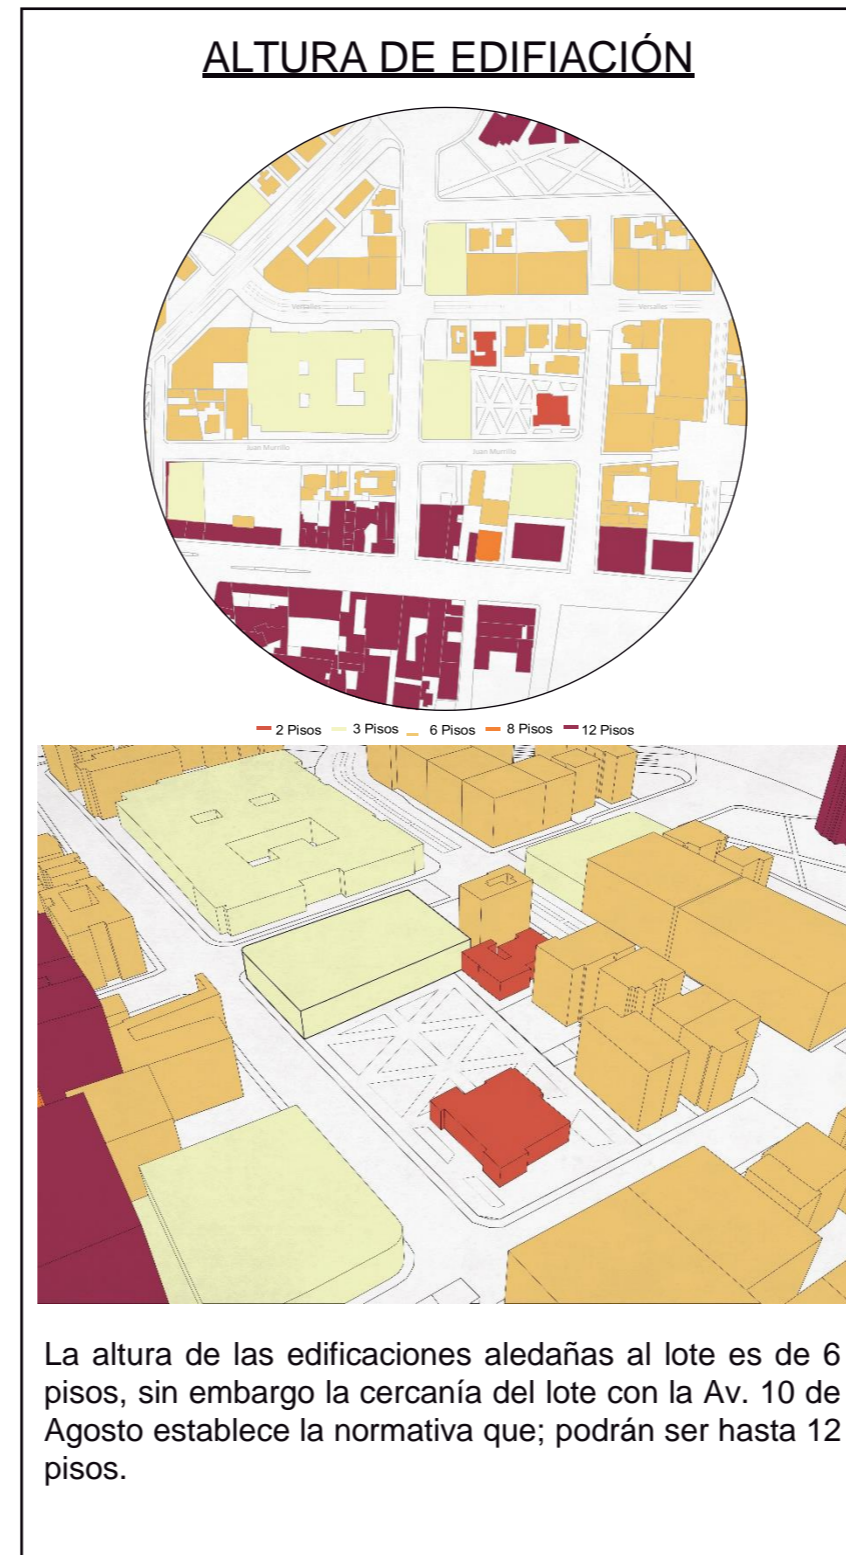 ALTURA DE EDIFIACIÓN
Versalles
Versalles
Juan Murrillo
Juan Murrillo
2 Pisos 3 Pisos 6 Pisos 8 Pisos 12 Pisos
La altura de las edificaciones aledañas al lote es de 6
pisos, sin embargo la cercanía del lote con la Av. 10 de
Agosto establece la normativa que; podrán ser hasta 12
pisos.